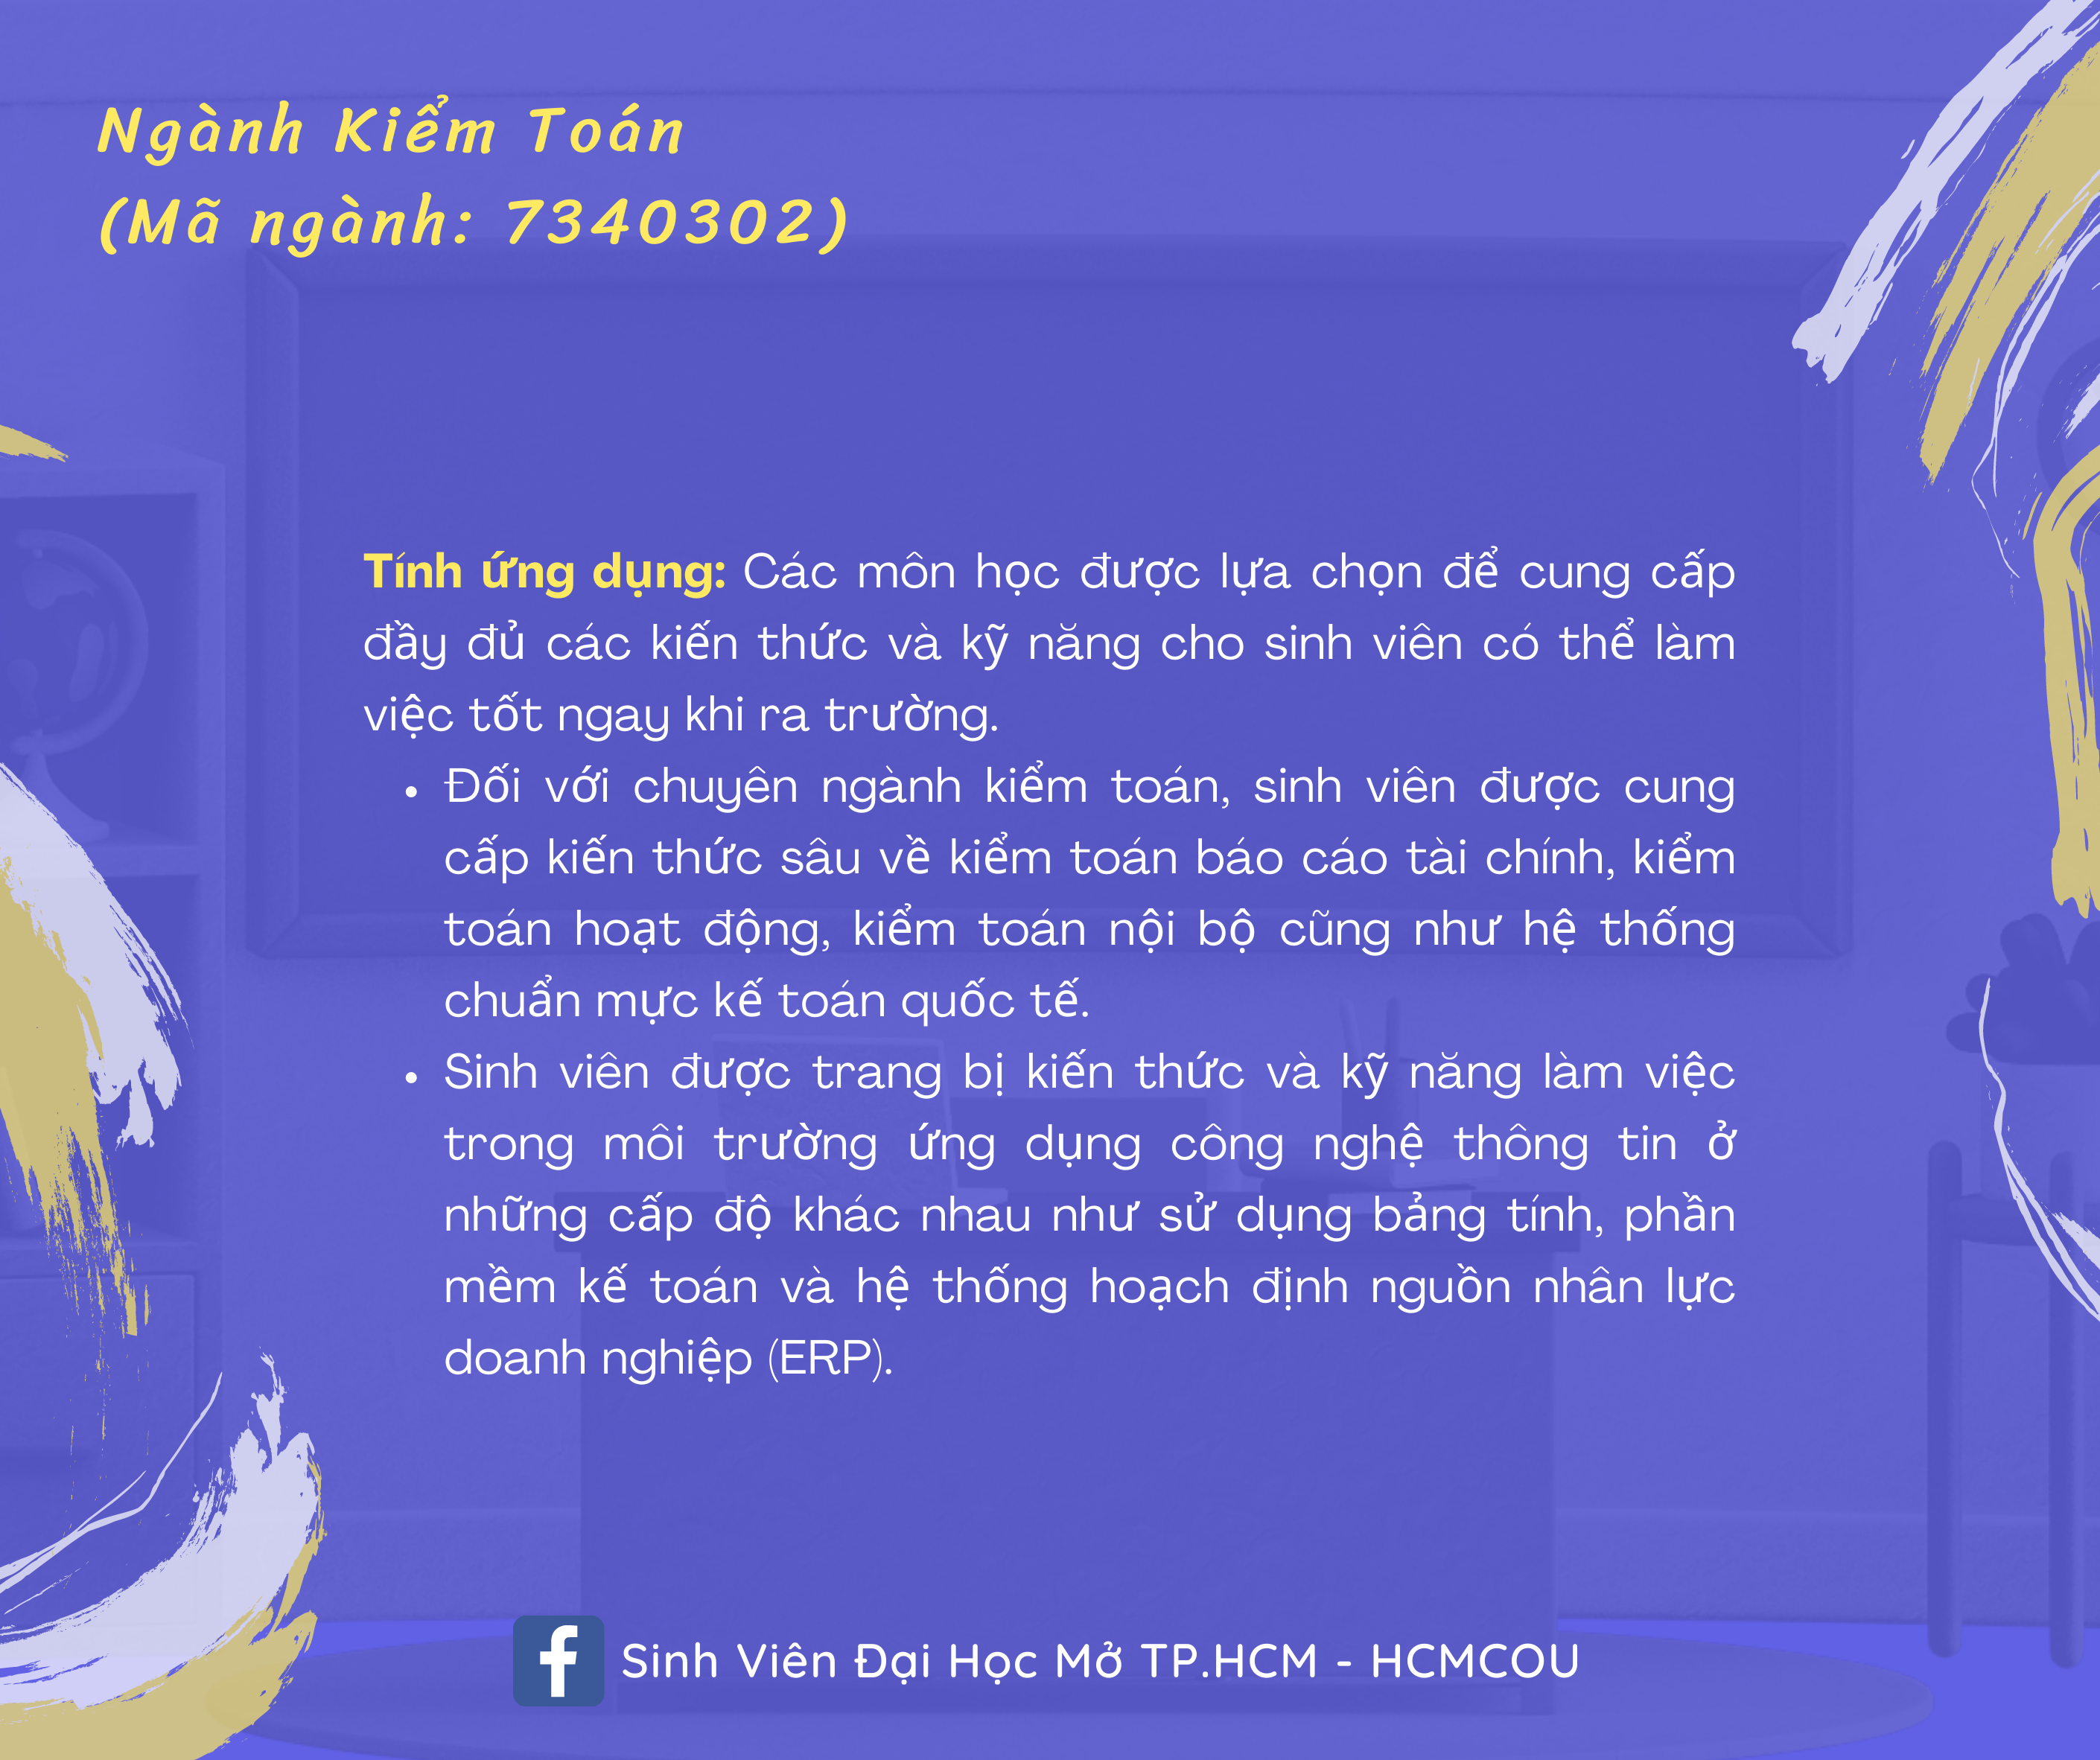 Ngành Kiểm Toán
(Mã ngành: 7340302)
Tính ứng dụng: Các môn học được lựa chọn để cung cấp
đầy đủ các kiến thức và kỹ năng cho sinh viên có thể làm
việc tốt ngay khi ra trường.
• Đối với chuyên ngành kiểm toán, sinh viên được cung
cấp kiến thức sâu về kiểm toán báo cáo tài chính, kiểm
toán hoạt động, kiểm toán nội bộ cũng như hệ thống
chuẩn mực kế toán quốc tế.
• Sinh viên được trang bị kiến thức và kỹ năng làm việc
trong môi trường ứng dụng công nghệ thông tin ở
những cấp độ khác nhau như sử dụng bảng tính, phần
mềm kế toán và hệ thống hoạch định nguồn nhân lực
doanh nghiệp (ERP).
Sinh Viên Đại Học Mở TP.HCM - HCMCOU